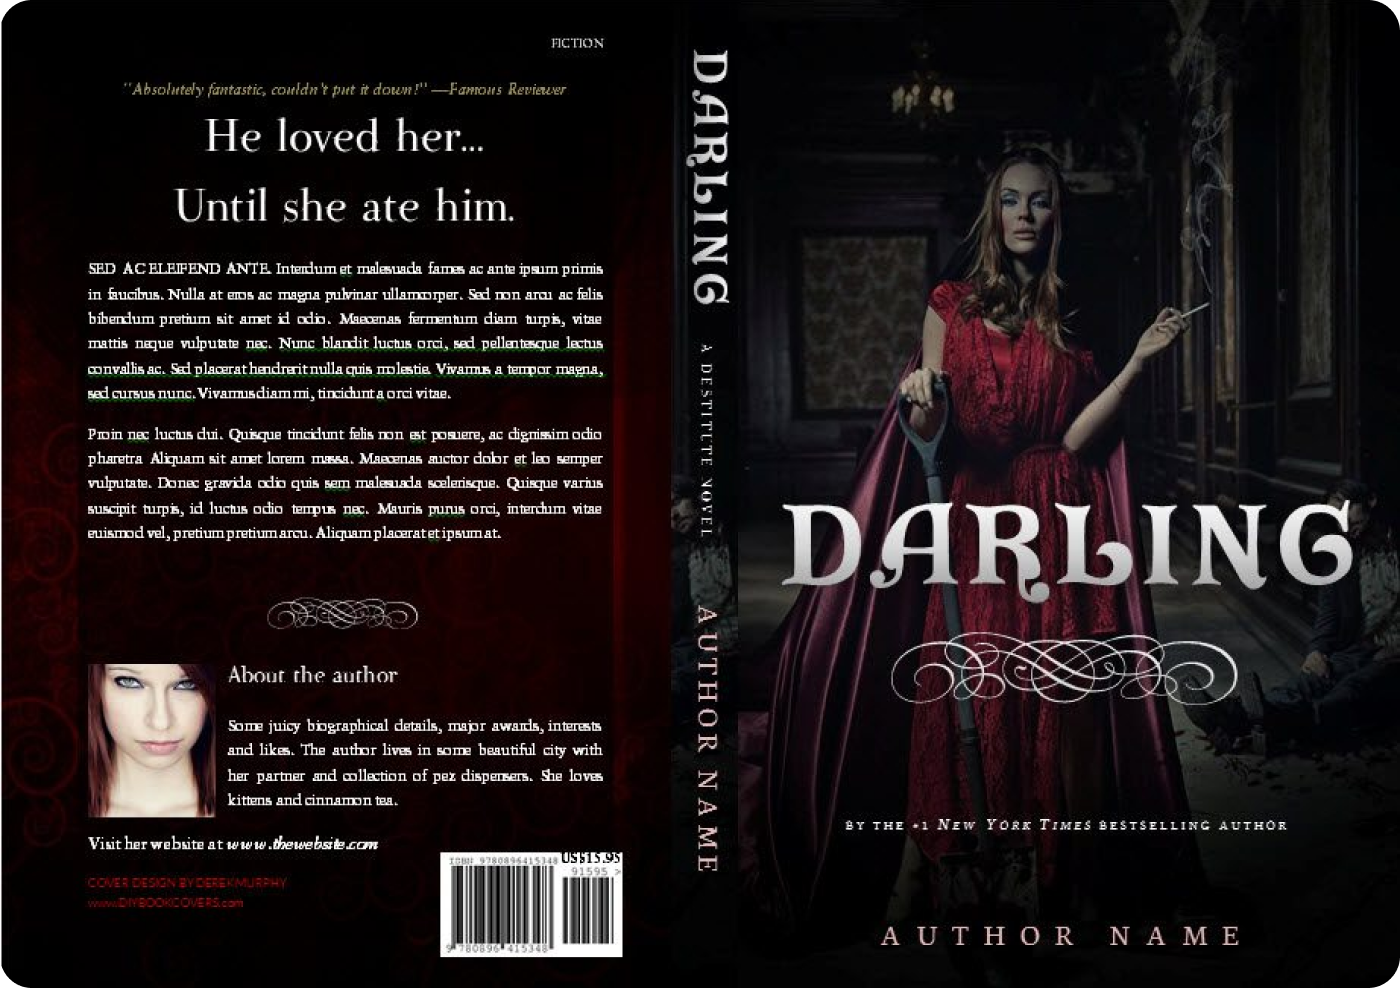 FICTION
"Absolutely fantastic, couldn't put it down!" —Famous Reviewer
He loved her...
Until she ate him.
SED AC ELEIFEND ANTE. Interdum et malesuada fames ac ante ipsum primis
in faucibus. Nulla at eros ac magna pulvinar ullamcorper. Sed non arcu ac felis
bibendum pretium sit amet id odio. Maecenas fermentum diam turpis, vitae
mattis neque vulputate nec. Nunc blandit luctus orci, sed pellentesque lectus
convallis ac. Sed placerat hendrerit nulla quis molestie. Vivamus a tempor magna,
sed cursus nunc. Vivamus diam mi, tincidunt a orci vitae.
Proin nec luctus dui. Quisque tincidunt felis non est posuere, ac dignissim odio
pharetra. Aliquam sit amet lorem massa. Maecenas auctor dolor et leo semper
vulputate. Donec gravida odio quis sem malesuada scelerisque. Quisque varius
suscipit turpis, id luctus odio tempus nec. Mauris purus orci, interdum vitae
euismod vel, pretium pretium arcu. Aliquam placerat et ipsum at.
About the author
Some juicy biographical details, major awards, interests
and likes. The author lives in some beautiful city with
her partner and collection of pez dispensers. She loves
kittens and cinnamon tea.
Visit her website at www.thewebsite.com
COVER DESIGN BY DEREK MURPHY
www.DIYBOOKCOVERS.com
ISBN 9780896415348
US$15.95
91595 >
9 780896 415348
DARLING
A DESTITUTE NOVEL
AUTHOR NAME
DARLING
BY THE #1 NEW YORK TIMES BESTSELLING AUTHOR
AUTHOR NAME